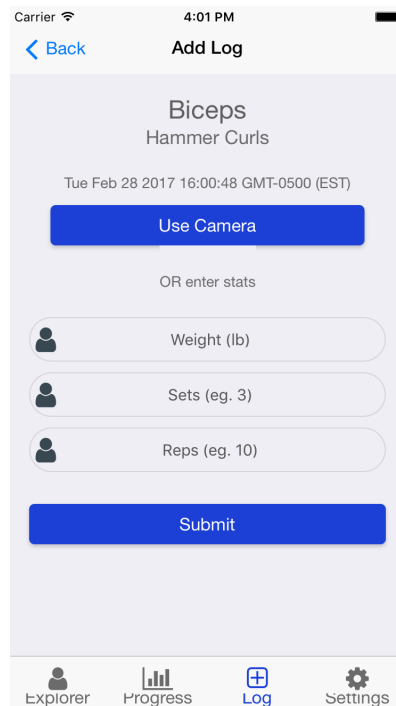 Carrier 4:01 PM
Back Add Log
Biceps
Hammer Curls
Tue Feb 28 2017 16:00:48 GMT-0500 (EST)
Use Camera
OR enter stats
Weight (lb)
Sets (eg. 3)
Reps (eg. 10)
Submit
Explorer Progress Log Settings